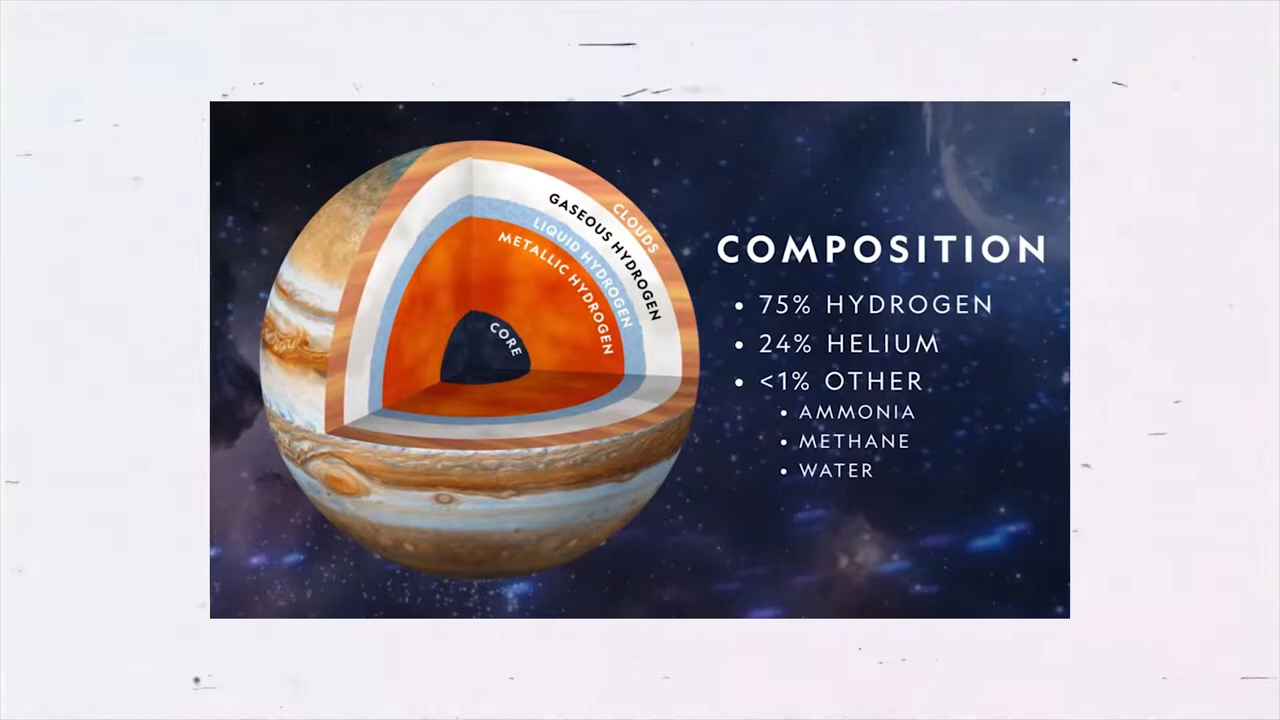 CLOUDS
GASEOUS HYDROGEN
LIQUID HYDROGEN
METALLIC HYDROGEN
CORE
COMPOSITION
• 75% HYDROGEN
• 24% HELIUM
• <1% OTHER
• AMMONIA
• METHANE
• WATER